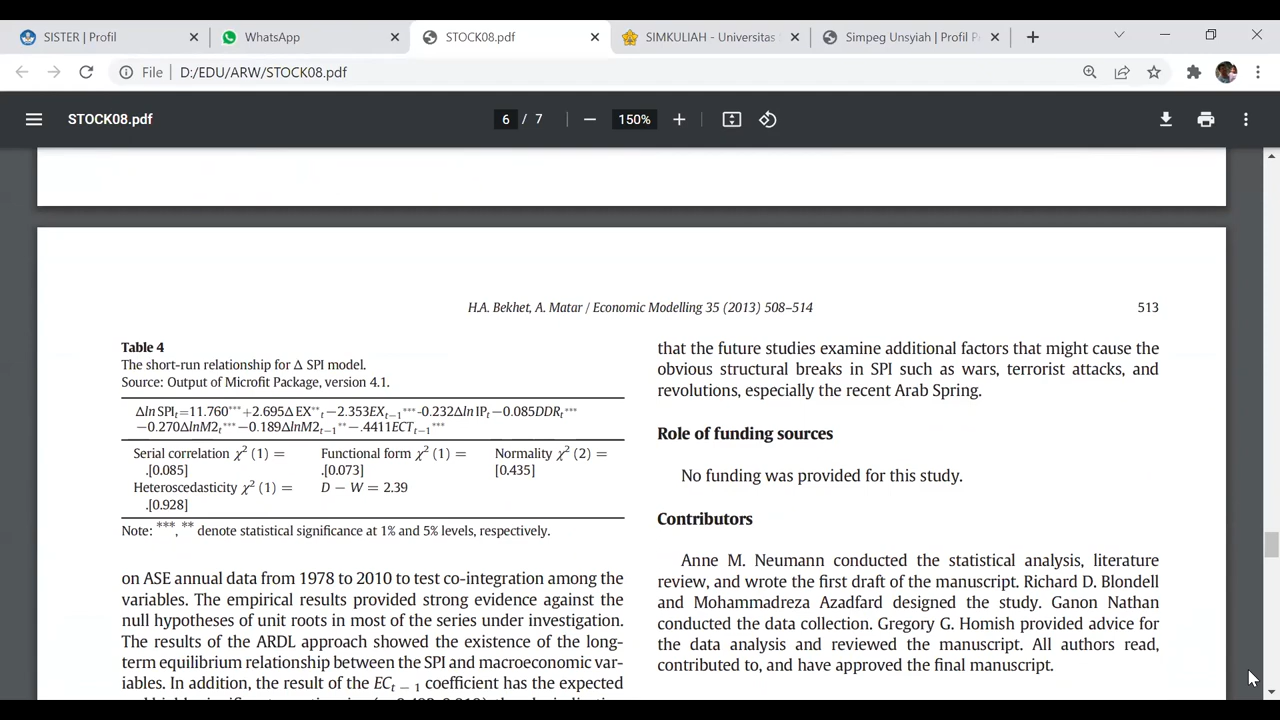 SISTER | Profil
WhatsApp
STOCK08.pdf
SIMKULIAH - Universitas
Simpeg Unsyiah | Profil P
File | D:/EDU/ARW/STOCK08.pdf
STOCK08.pdf
6 / 7
150%
H.A. Bekhet, A. Matar / Economic Modelling 35 (2013) 508–514
513
Table 4
The short-run relationship for Δ SPI model.
Source: Output of Microfit Package, version 4.1.
Δln SPIt=11.760***+2.695Δ EX**t−2.353EXt−1***-0.232Δln IPt−0.085DDRt***
−0.270ΔlnM2t***−0.189ΔlnM2t−1**−.4411ECTt−1***
Serial correlation χ² (1) =
.[0.085]
Functional form χ² (1) =
.[0.073]
Normality χ² (2) =
[0.435]
Heteroscedasticity χ² (1) =
.[0.928]
D − W = 2.39
Note: ***, ** denote statistical significance at 1% and 5% levels, respectively.
on ASE annual data from 1978 to 2010 to test co-integration among the
variables. The empirical results provided strong evidence against the
null hypotheses of unit roots in most of the series under investigation.
The results of the ARDL approach showed the existence of the long-
term equilibrium relationship between the SPI and macroeconomic var-
iables. In addition, the result of the ECt − 1 coefficient has the expected
that the future studies examine additional factors that might cause the
obvious structural breaks in SPI such as wars, terrorist attacks, and
revolutions, especially the recent Arab Spring.
Role of funding sources
No funding was provided for this study.
Contributors
Anne M. Neumann conducted the statistical analysis, literature
review, and wrote the first draft of the manuscript. Richard D. Blondell
and Mohammadreza Azadfard designed the study. Ganon Nathan
conducted the data collection. Gregory G. Homish provided advice for
the data analysis and reviewed the manuscript. All authors read,
contributed to, and have approved the final manuscript.